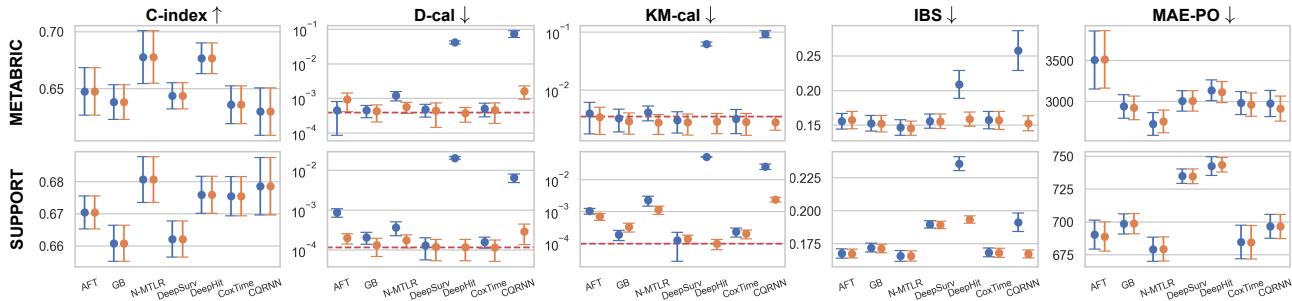 C-index ↑
D-cal ↓
KM-cal ↓
IBS ↓
MAE-PO ↓
METABRIC
0.70
0.65
10⁻¹
10⁻²
10⁻³
10⁻⁴
10⁻¹
10⁻²
0.25
0.20
0.15
3500
3000
SUPPORT
0.68
0.67
0.66
10⁻²
10⁻³
10⁻⁴
10⁻²
10⁻³
10⁻⁴
0.225
0.200
0.175
750
725
700
675
AFT GB N-MTLR DeepSurv DeepHit CoxTime CQRNN
AFT GB N-MTLR DeepSurv DeepHit CoxTime CQRNN
AFT GB N-MTLR DeepSurv DeepHit CoxTime CQRNN
AFT GB N-MTLR DeepSurv DeepHit CoxTime CQRNN
AFT GB N-MTLR DeepSurv DeepHit CoxTime CQRNN